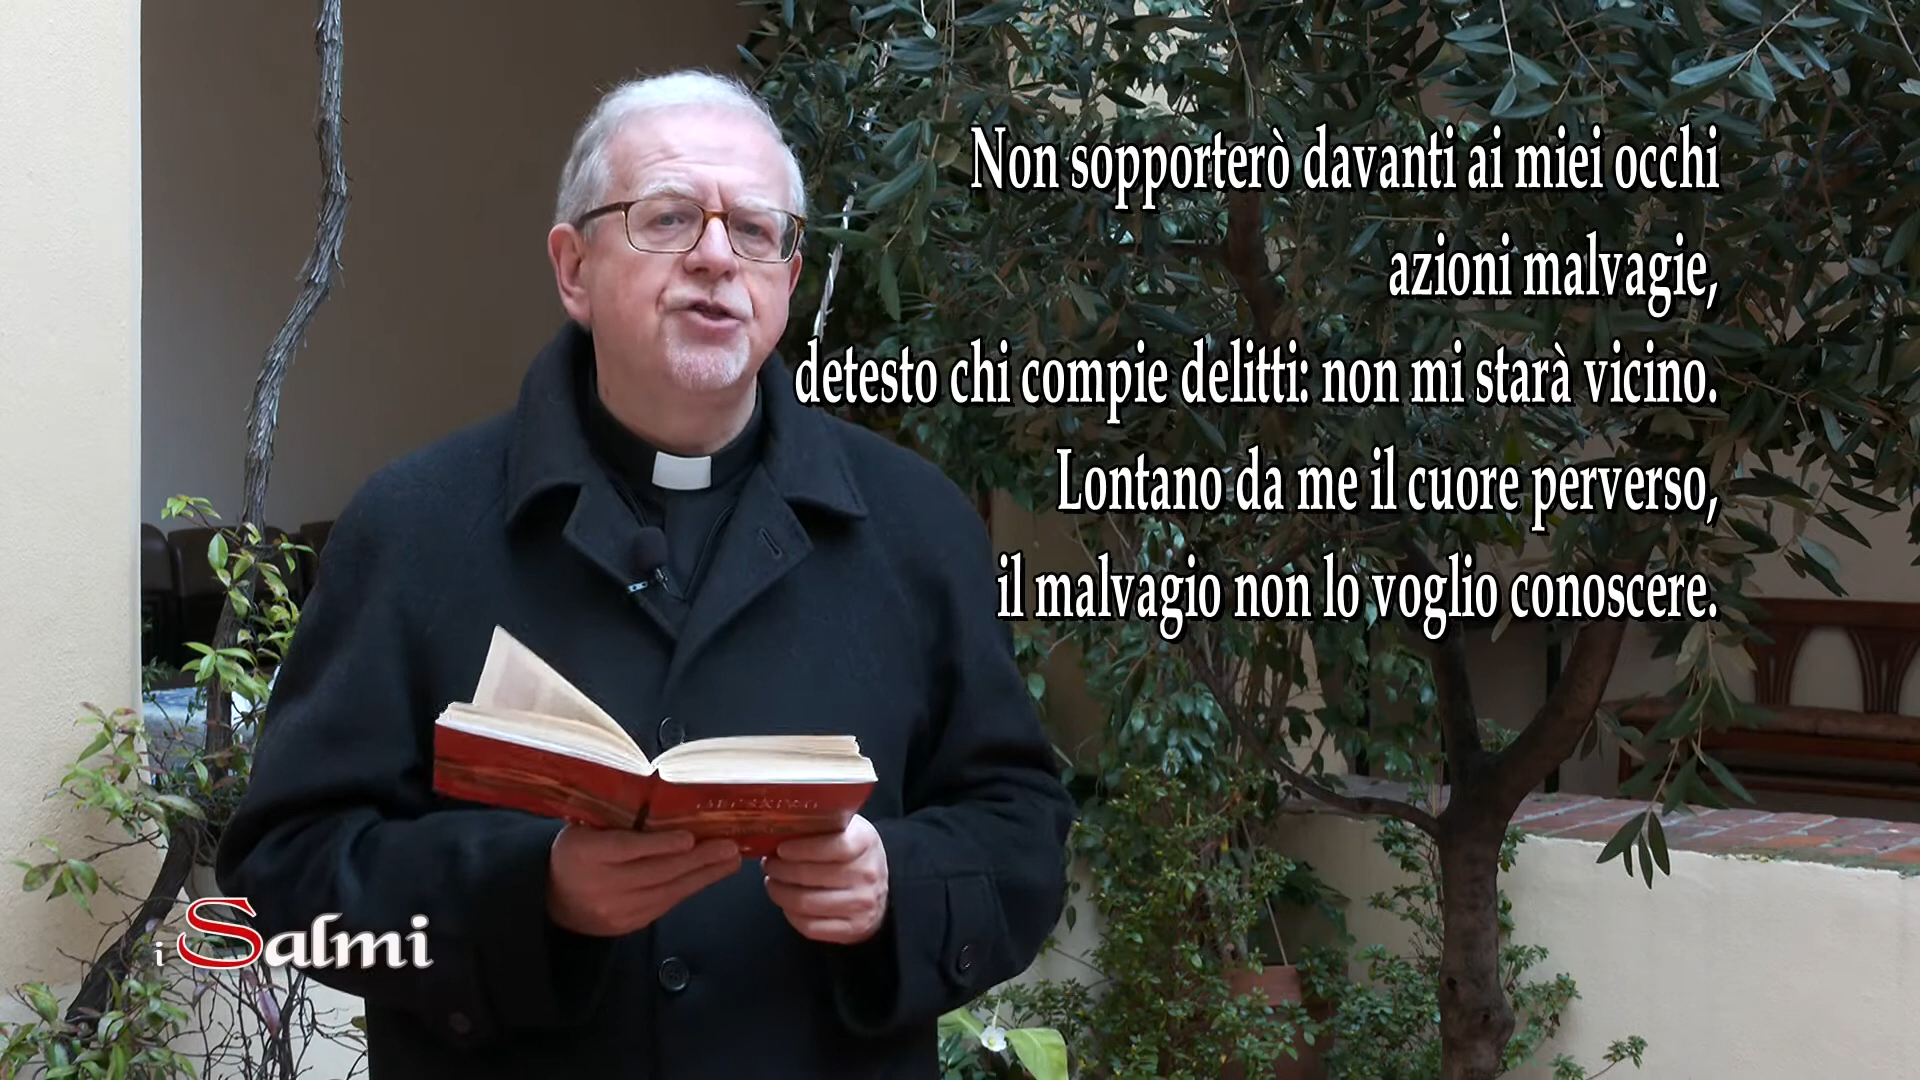 Non sopporterò davanti ai miei occhi
azioni malvagie,
detesto chi compie delitti: non mi starà vicino.
Lontano da me il cuore perverso,
il malvagio non lo voglio conoscere.
i Salmi